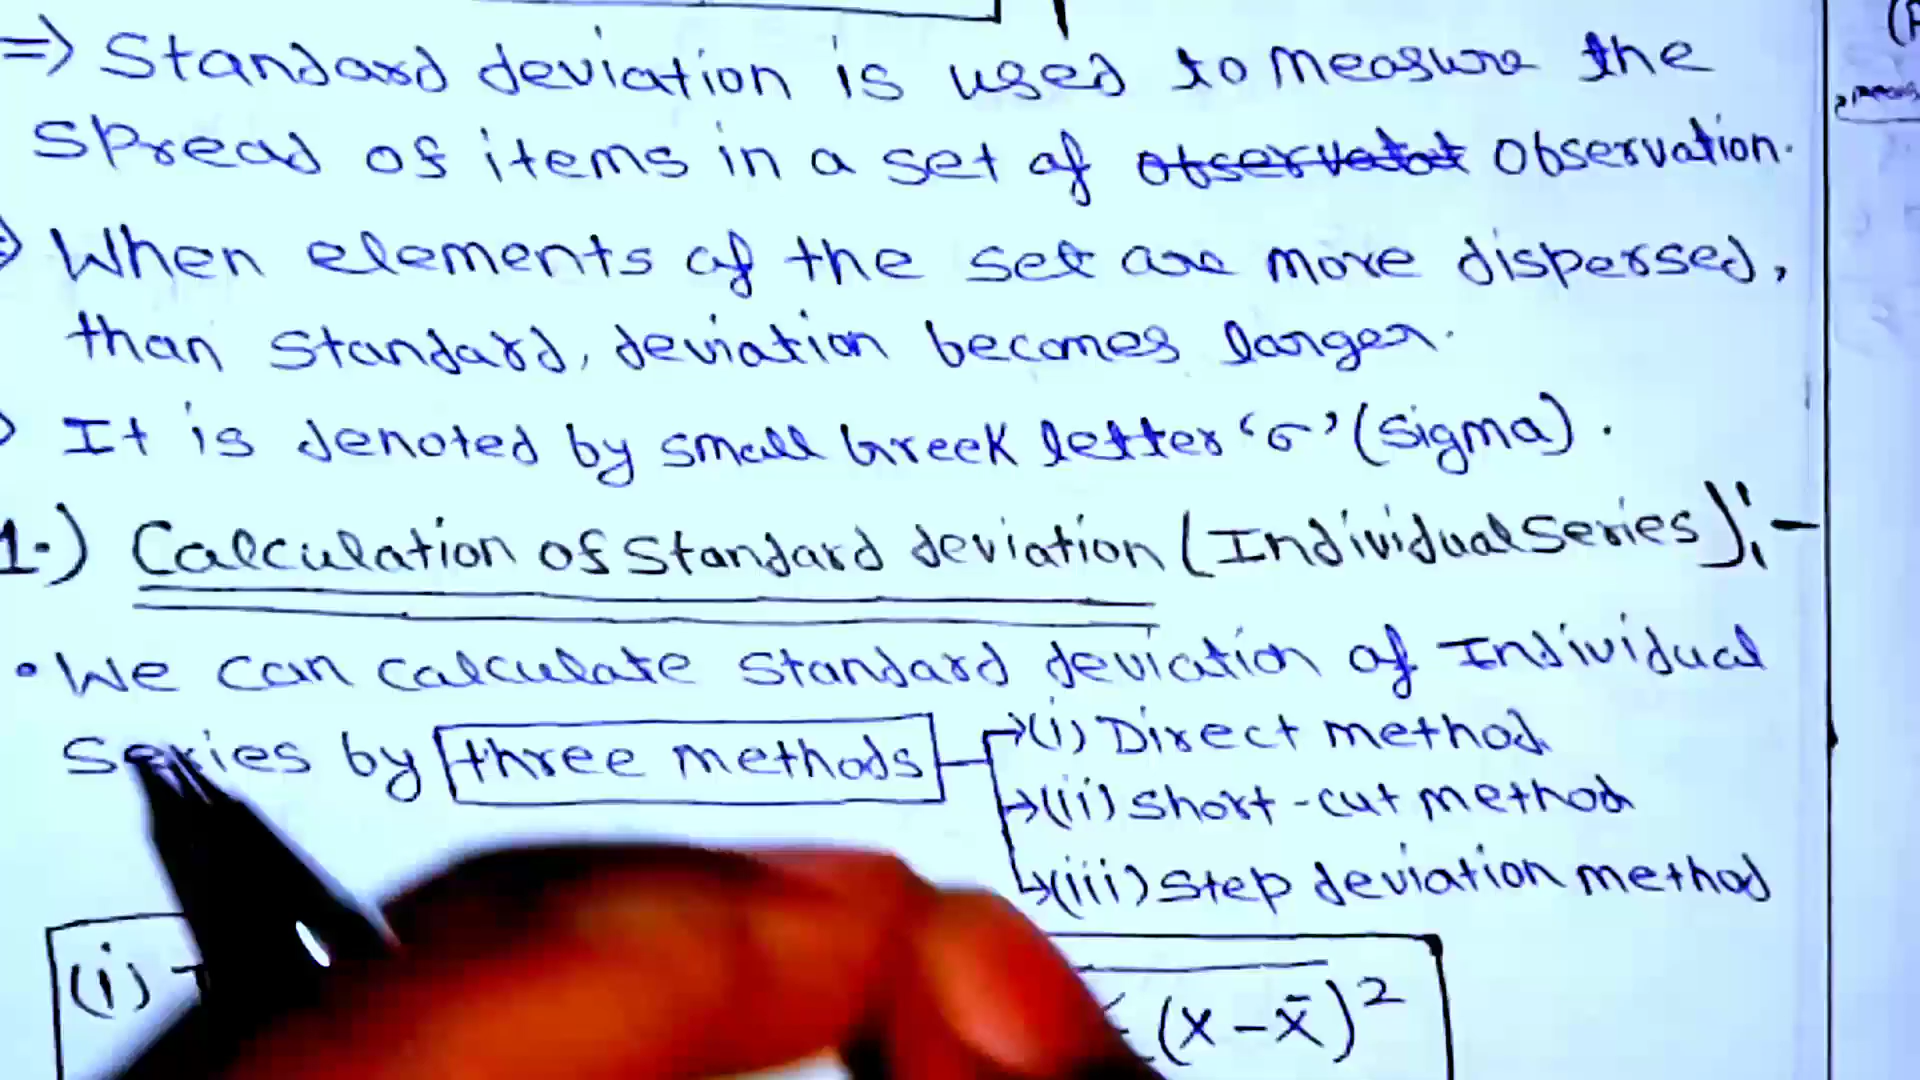 => Standard deviation is used to measure the
spread of items in a set of observation.
When elements of the set are more dispersed,
than standard, deviation becomes larger.
It is denoted by small Greek letter 'σ' (sigma).
1.) Calculation of Standard deviation (Individual Series):-
• We can calculate standard deviation of Individual
Series by three methods
→(i) Direct method
→(ii) short-cut method
→(iii) Step deviation method
(i)
Σ(x-x̄)²